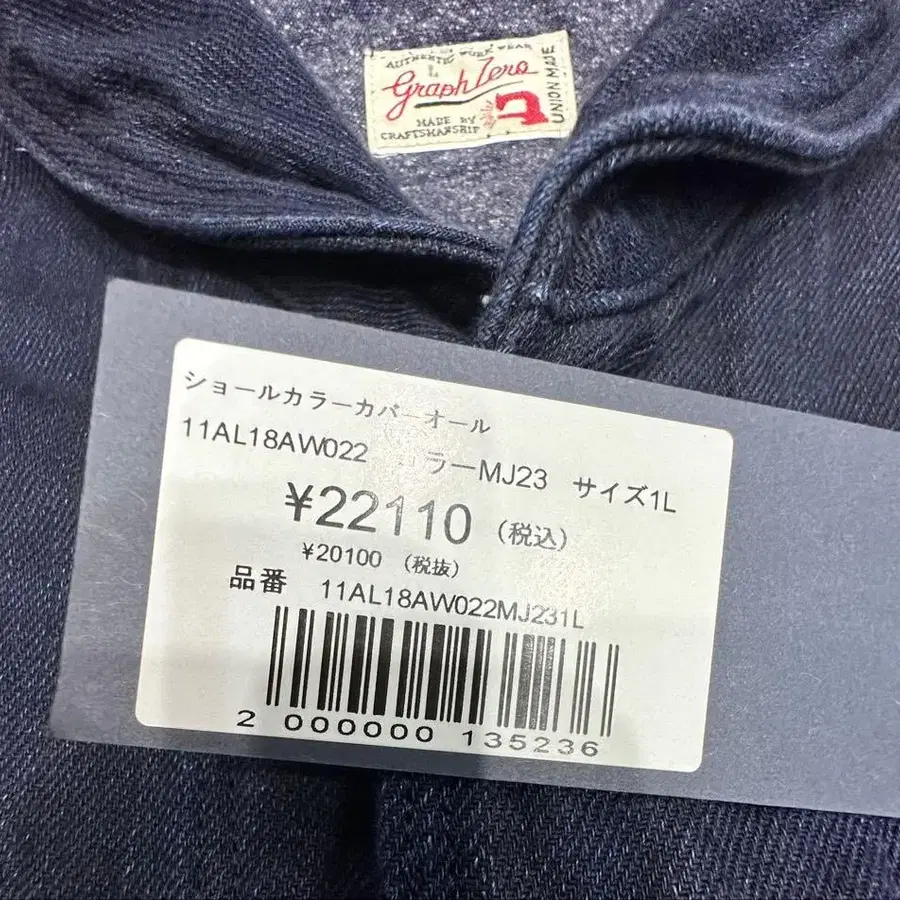 AUTHENTIC WORK WEAR
L
Graph Zero
UNION MADE
MADE BY
CRAFTSMANSHIP
ショールカラーカバーオール
11AL18AW022 カラーMJ23 サイズ1L
¥22110 (税込)
¥20100 (税抜)
品番 11AL18AW022MJ231L
2 000000 135236